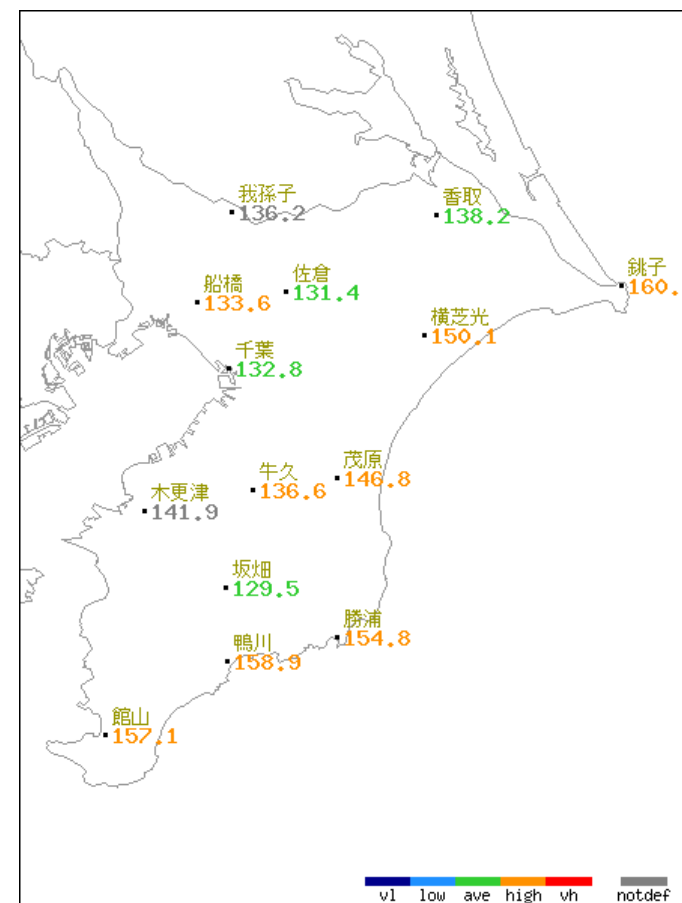 我孫子
136.2
香取
138.2
船橋
133.6
佐倉
131.4
銚子
160.
横芝光
150.1
千葉
132.8
牛久
136.6
茂原
146.8
木更津
141.9
坂畑
129.5
勝浦
154.8
鴨川
158.9
館山
157.1
vl low ave high vh notdef